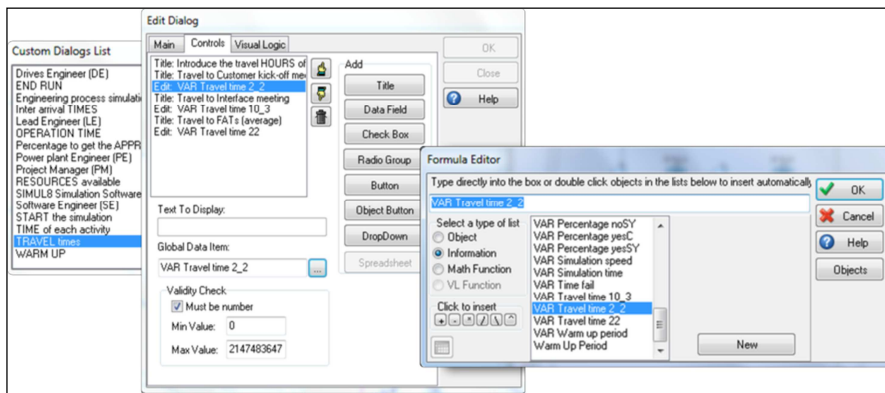 Edit Dialog
Main Controls Visual Logic
Title: Introduce the travel HOURS of
Title: Travel to Customer kick-off mee
Edit: VAR Travel time 2_2
Title: Travel to Interface meeting
Edit: VAR Travel time 10_3
Title: Travel to FATs (average)
Edit: VAR Travel time 22
Text To Display:
Global Data Item:
VAR Travel time 2_2
...
Validity Check
Must be number
Min Value: 0
Max Value: 2147483647
Add
Title
Data Field
Check Box
Radio Group
Button
Object Button
DropDown
Spreadsheet
OK
Close
Help
Custom Dialogs List
Drives Engineer (DE)
END RUN
Engineering process simulati
Inter arrival TIMES
Lead Engineer (LE)
OPERATION TIME
Percentage to get the APPR
Power plant Engineer (PE)
Project Manager (PM)
RESOURCES available
SIMUL8 Simulation Software
Software Engineer (SE)
START the simulation
TIME of each activity
TRAVEL times
WARM UP
Formula Editor
Type directly into the box or double click objects in the lists below to insert automatically
VAR Travel time 2_2
Select a type of list
Object
Information
Math Function
VL Function
Click to insert
+ - * / \ ^
VAR Percentage noSY
VAR Percentage yesC
VAR Percentage yesSY
VAR Simulation speed
VAR Simulation time
VAR Time fail
VAR Travel time 10_3
VAR Travel time 2_2
VAR Travel time 22
VAR Warm up period
Warm Up Period
New
OK
Cancel
Help
Objects